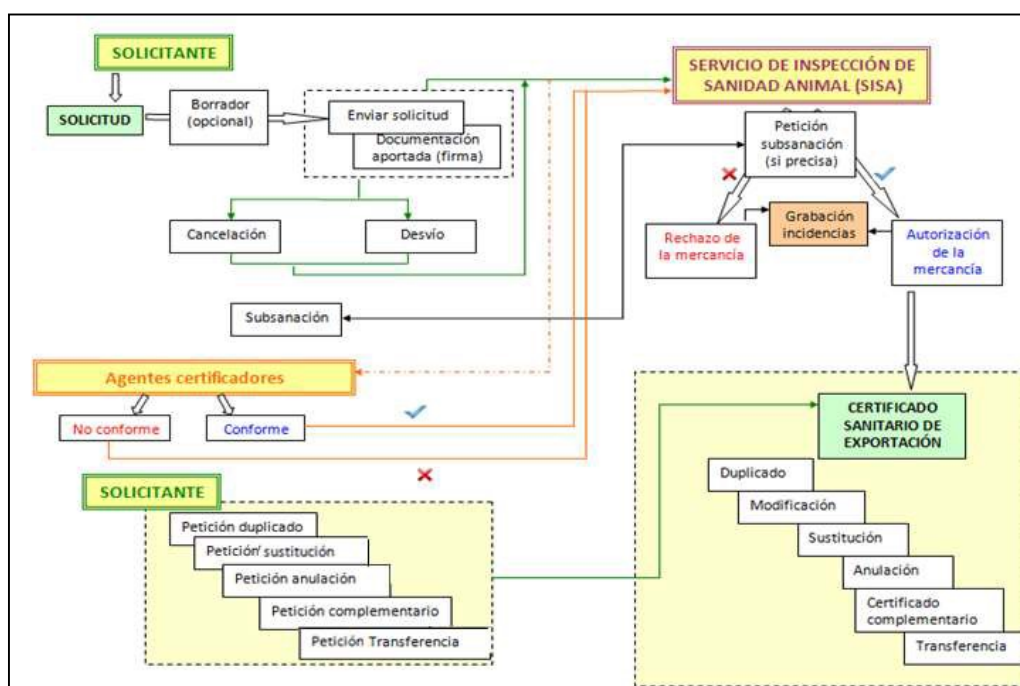 SOLICITANTE
SOLICITUD
Borrador
(opcional)
Enviar solicitud
Documentación
aportada (firma)
Cancelación
Desvío
SERVICIO DE INSPECCIÓN DE
SANIDAD ANIMAL (SISA)
Petición
subsanación
(si precisa)
Rechazo de
la mercancía
Grabación
incidencias
Autorización
de la
mercancía
Subsanación
Agentes certificadores
No conforme
Conforme
CERTIFICADO
SANITARIO DE
EXPORTACIÓN
Duplicado
Modificación
Sustitución
Anulación
Certificado
complementario
Transferencia
SOLICITANTE
Petición duplicado
Petición sustitución
Petición anulación
Petición complementario
Petición Transferencia